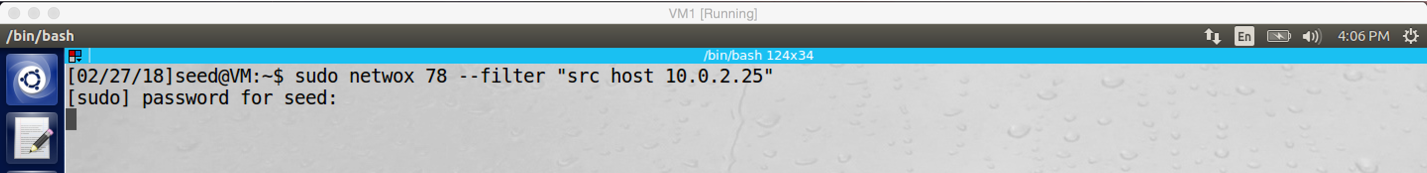 VM1 [Running]
/bin/bash
En
4:06 PM
/bin/bash 124x34
[02/27/18]seed@VM:~$ sudo netwox 78 --filter "src host 10.0.2.25"
[sudo] password for seed: